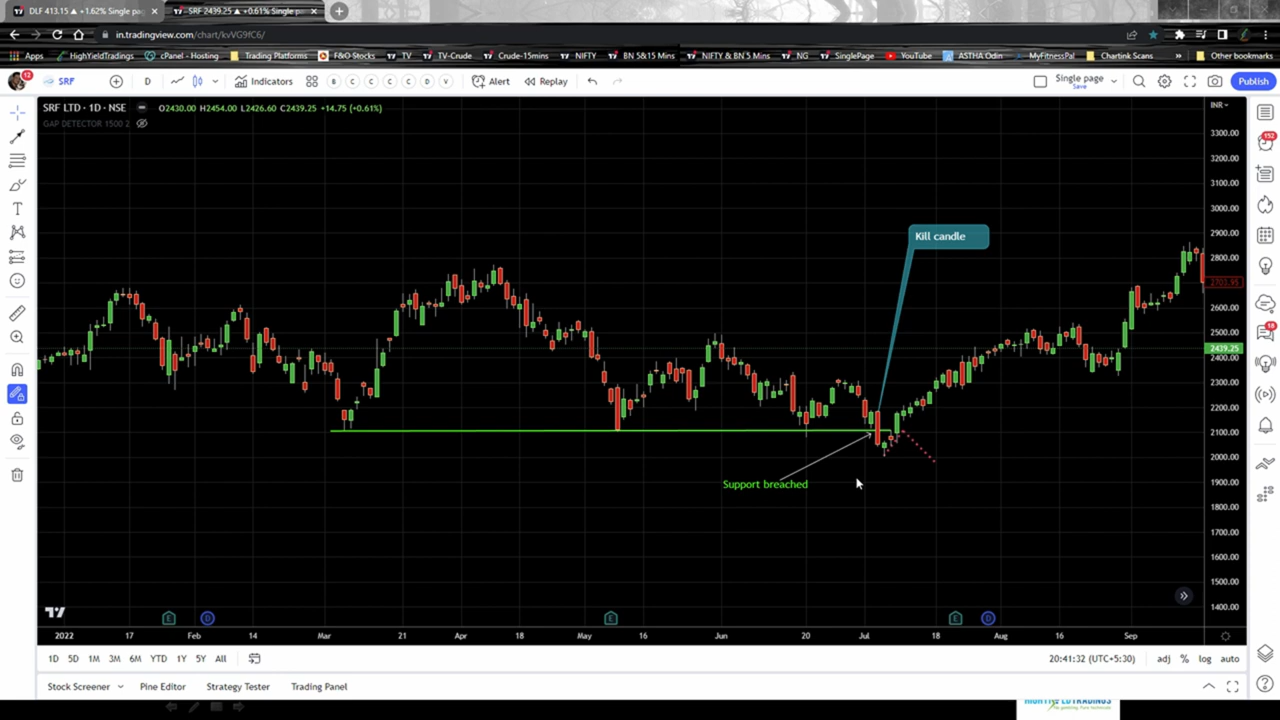 DLF 413.15 ▲ +1.62% Single pa
SRF 2439.25 ▲ +0.61% Single p
in.tradingview.com/chart/kvVG9fC6/
Apps HighYieldTradings cPanel - Hosting Trading Platforms F&O Stocks TV TV-Crude Crude-15mins NIFTY BN 5&15 Mins NIFTY & BN 5 Mins NG SinglePage YouTube ASTHA Odin MyFitnessPal Chartink Scans Other bookmarks
12
SRF D Indicators B C C C C D V Alert Replay Single page Save Publish
SRF LTD · 1D · NSE O2430.00 H2454.00 L2426.60 C2439.25 +14.75 (+0.61%)
GAP DETECTOR 1500 2
INR
3300.00
3200.00
3100.00
3000.00
2900.00
2800.00
2703.95
2600.00
2500.00
2439.25
2400.00
2300.00
2200.00
2100.00
2000.00
1900.00
1800.00
1700.00
1600.00
1500.00
1400.00
152
18
Kill candle
Support breached
E D E E D
2022 17 Feb 14 Mar 21 Apr 18 May 16 Jun 20 Jul 18 Aug 16 Sep
1D 5D 1M 3M 6M YTD 1Y 5Y All
20:41:32 (UTC+5:30) adj % log auto
Stock Screener Pine Editor Strategy Tester Trading Panel